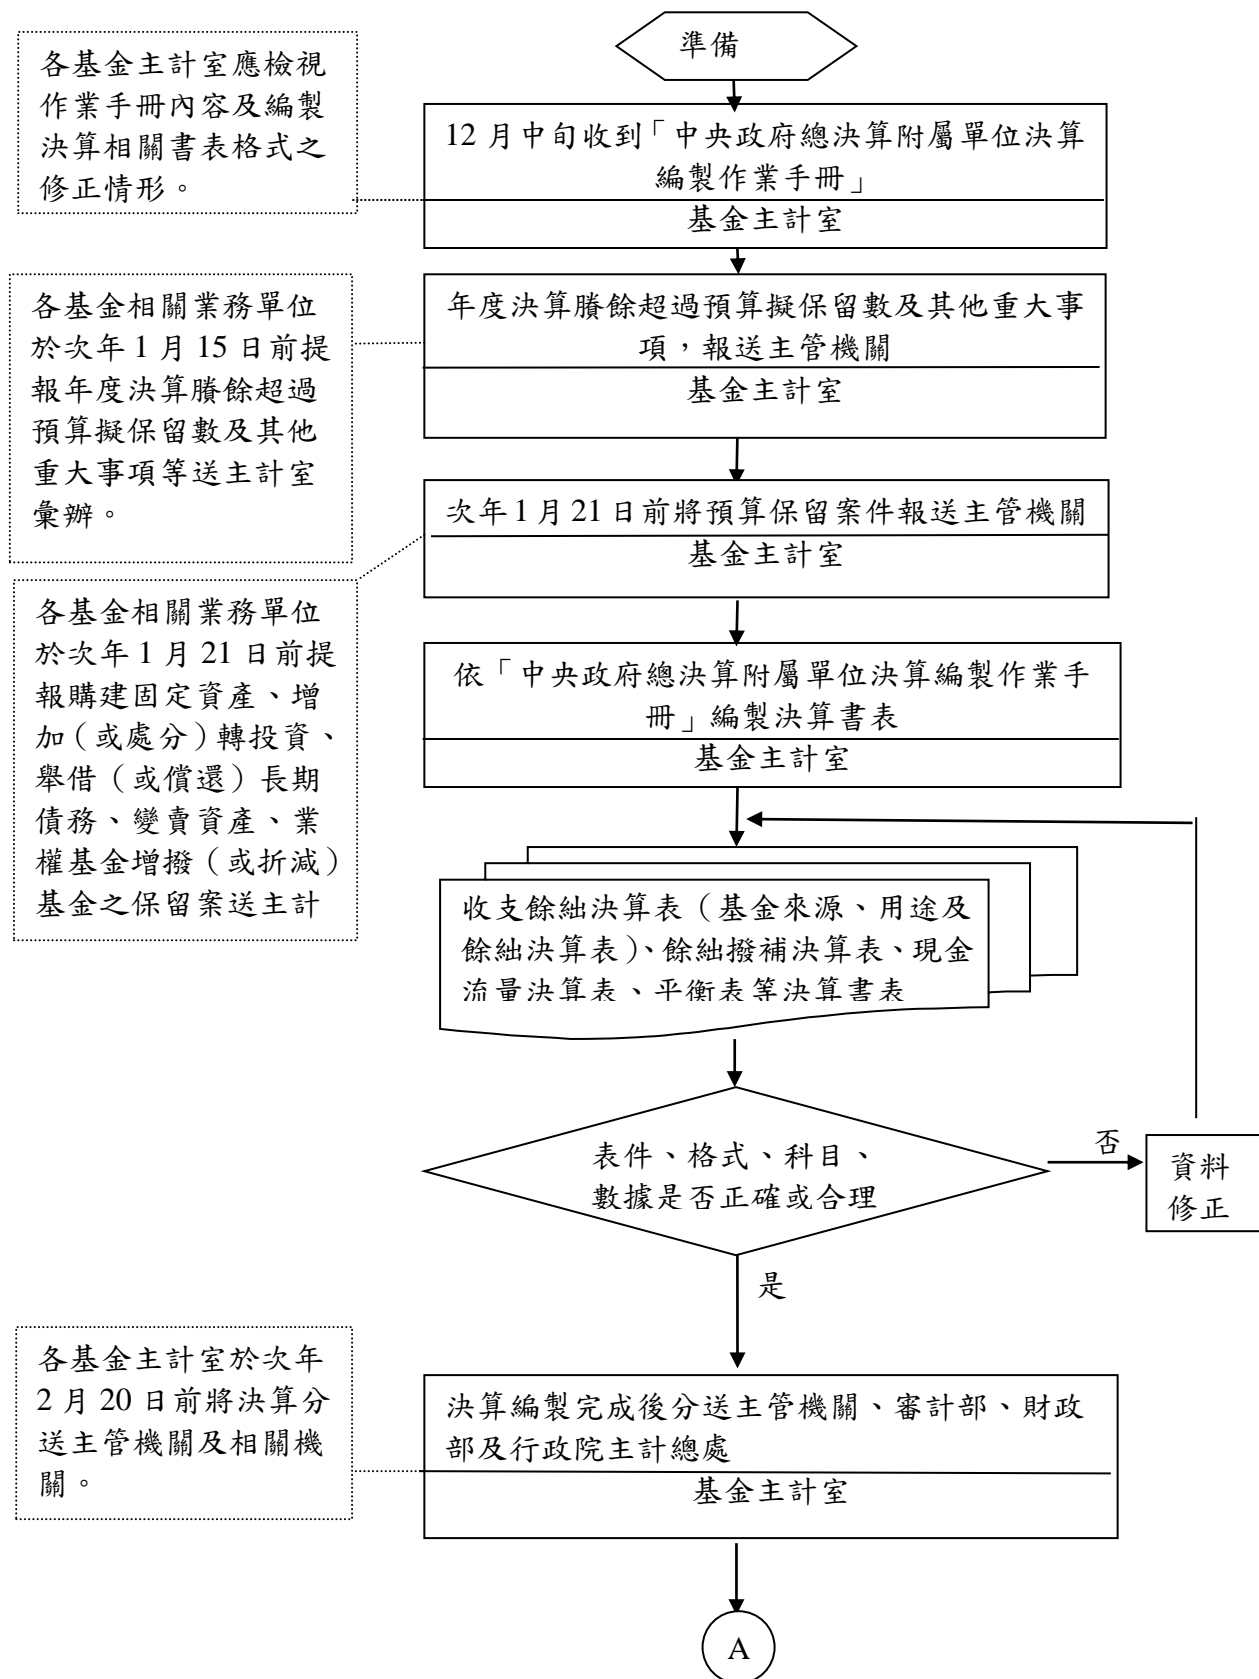 準備
各基金主計室應檢視
作業手冊內容及編製
決算相關書表格式之
修正情形。
12 月中旬收到「中央政府總決算附屬單位決算
編製作業手冊」
基金主計室
各基金相關業務單位
於次年 1 月 15 日前提
報年度決算賸餘超過
預算擬保留數及其他
重大事項等送主計室
彙辦。
年度決算賸餘超過預算擬保留數及其他重大事
項，報送主管機關
基金主計室
次年 1 月 21 日前將預算保留案件報送主管機關
基金主計室
各基金相關業務單位
於次年 1 月 21 日前提
報購建固定資產、增
加（或處分）轉投資、
舉借（或償還）長期
債務、變賣資產、業
權基金增撥（或折減）
基金之保留案送主計
依「中央政府總決算附屬單位決算編製作業手
冊」編製決算書表
基金主計室
收支餘絀決算表（基金來源、用途及
餘絀決算表）、餘絀撥補決算表、現金
流量決算表、平衡表等決算書表
表件、格式、科目、
數據是否正確或合理
否
資料
修正
是
各基金主計室於次年
2 月 20 日前將決算分
送主管機關及相關機
關。
決算編製完成後分送主管機關、審計部、財政
部及行政院主計總處
基金主計室
A